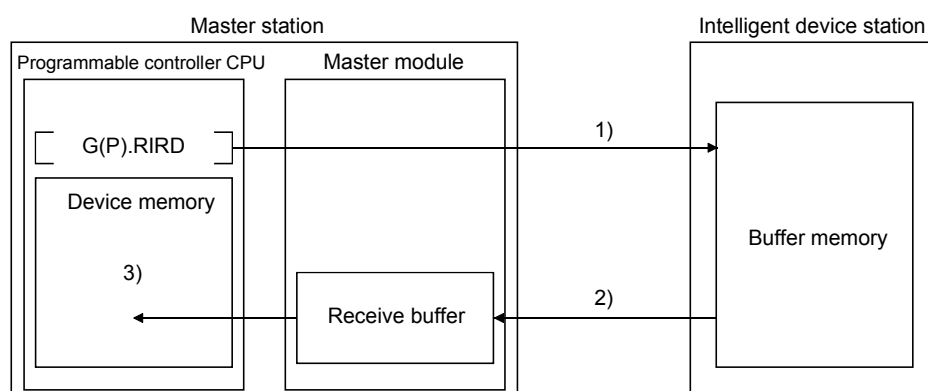 Master station
Intelligent device station
Programmable controller CPU
Master module
G(P).RIRD
1)
Device memory
Buffer memory
3)
2)
Receive buffer